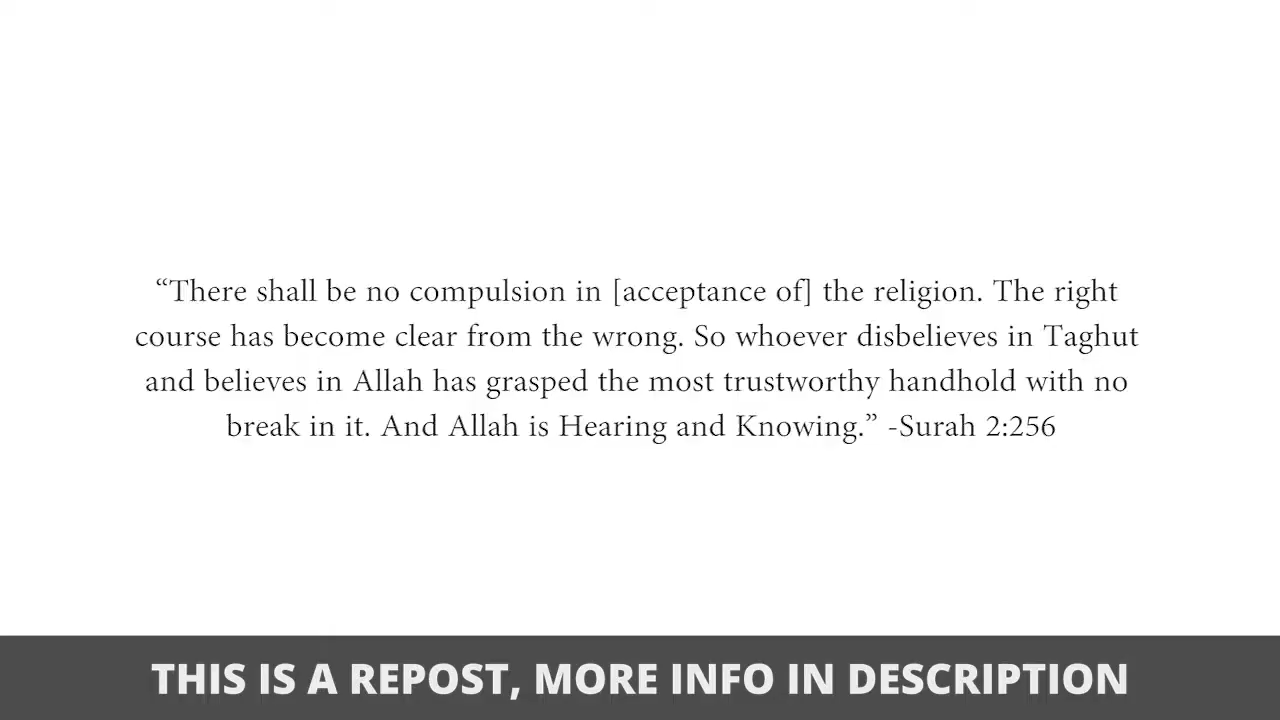 “There shall be no compulsion in [acceptance of] the religion. The right
course has become clear from the wrong. So whoever disbelieves in Taghut
and believes in Allah has grasped the most trustworthy handhold with no
break in it. And Allah is Hearing and Knowing.” -Surah 2:256
THIS IS A REPOST, MORE INFO IN DESCRIPTION